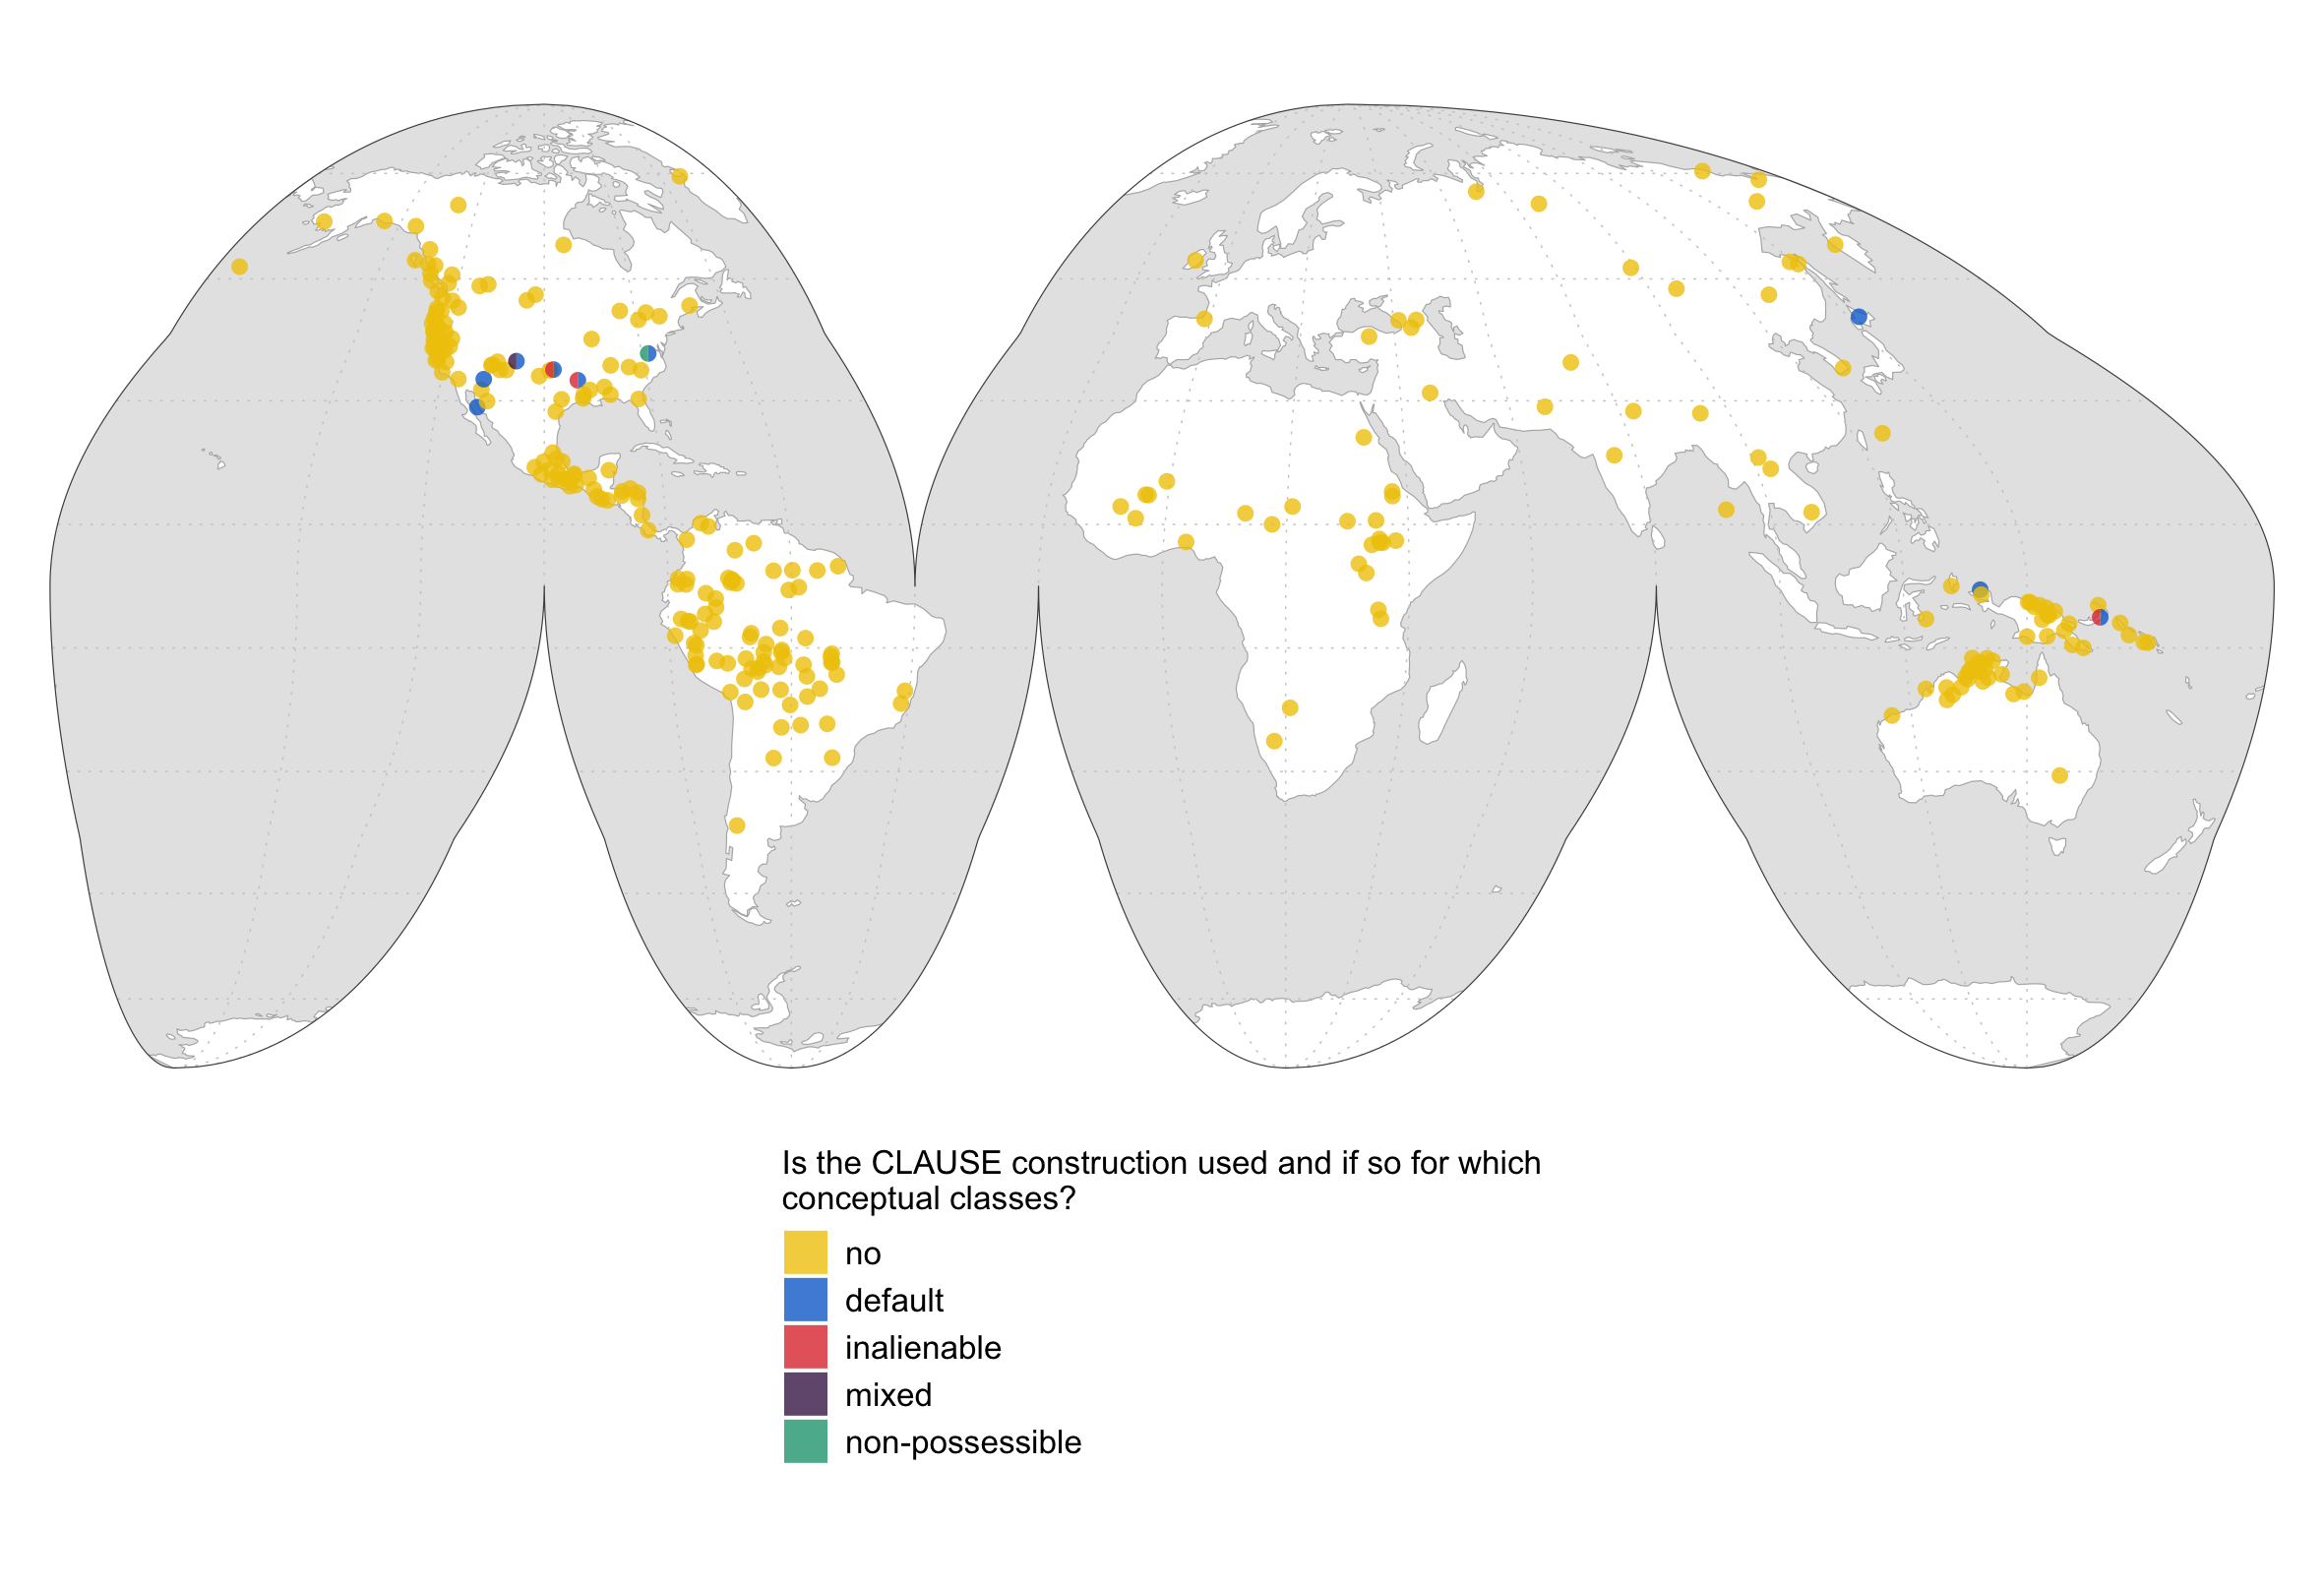 Is the CLAUSE construction used and if so for which
conceptual classes?
no
default
inalienable
mixed
non-possessible